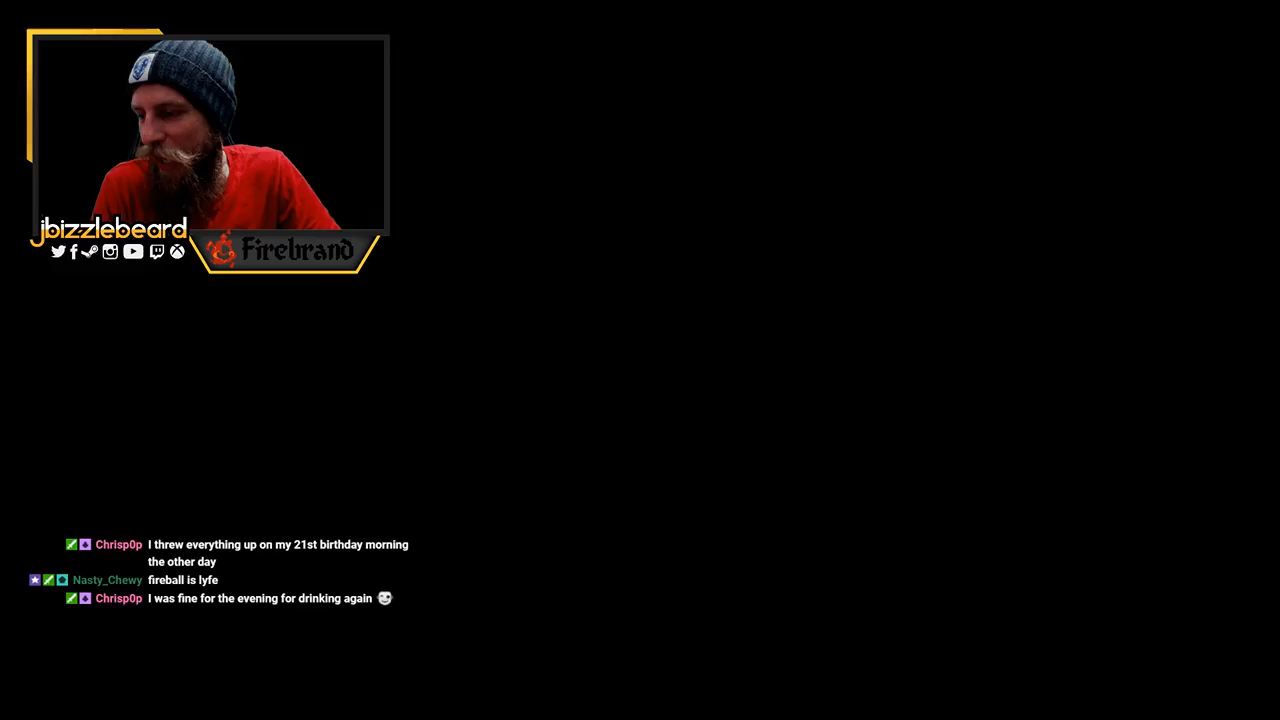 jbizzlebeard
Firebrand
Chrisp0p I threw everything up on my 21st birthday morning
the other day
Nasty_Chewy fireball is lyfe
Chrisp0p I was fine for the evening for drinking again